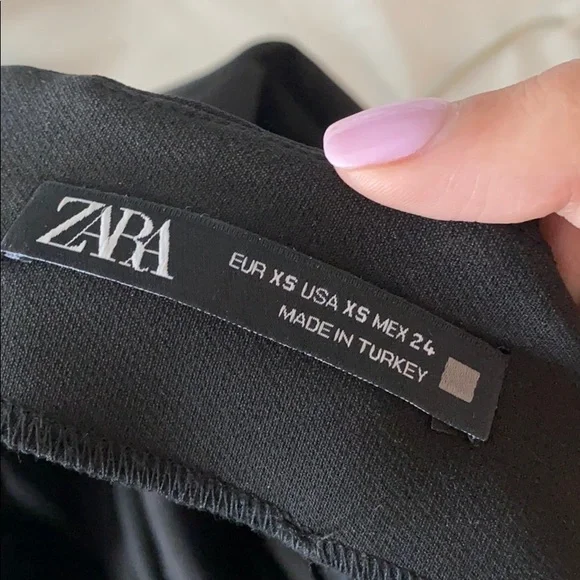 ZARA
EUR XS USA XS MEX 24
MADE IN TURKEY